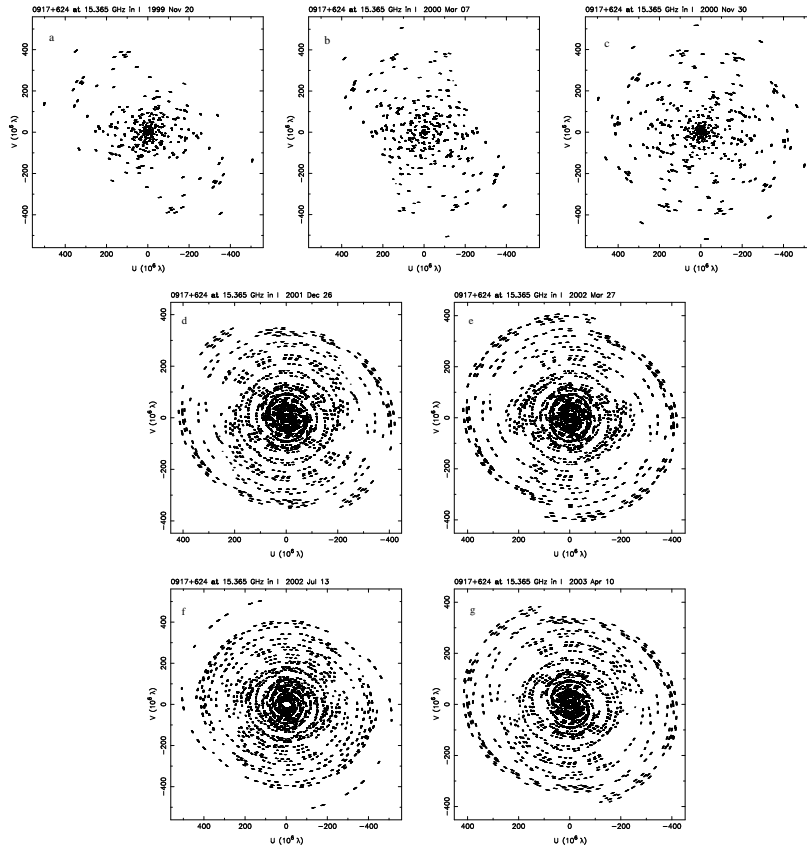 0917+624 at 15.365 GHz in I 1999 Nov 20
0917+624 at 15.365 GHz in I 2000 Mar 07
0917+624 at 15.365 GHz in I 2000 Nov 30
a
b
c
V (10⁶ λ)
400
200
0
−200
−400
V (10⁶ λ)
400
200
0
−200
−400
V (10⁶ λ)
400
200
0
−200
−400
400 200 0 −200 −400
400 200 0 −200 −400
400 200 0 −200 −400
U (10⁶ λ)
U (10⁶ λ)
U (10⁶ λ)
0917+624 at 15.365 GHz in I 2001 Dec 26
0917+624 at 15.365 GHz in I 2002 Mar 27
d
e
V (10⁶ λ)
400
200
0
−200
−400
V (10⁶ λ)
400
200
0
−200
−400
400 200 0 −200 −400
400 200 0 −200 −400
U (10⁶ λ)
U (10⁶ λ)
0917+624 at 15.365 GHz in I 2002 Jul 13
0917+624 at 15.365 GHz in I 2003 Apr 10
f
g
V (10⁶ λ)
400
200
0
−200
−400
V (10⁶ λ)
400
200
0
−200
−400
400 200 0 −200 −400
400 200 0 −200 −400
U (10⁶ λ)
U (10⁶ λ)